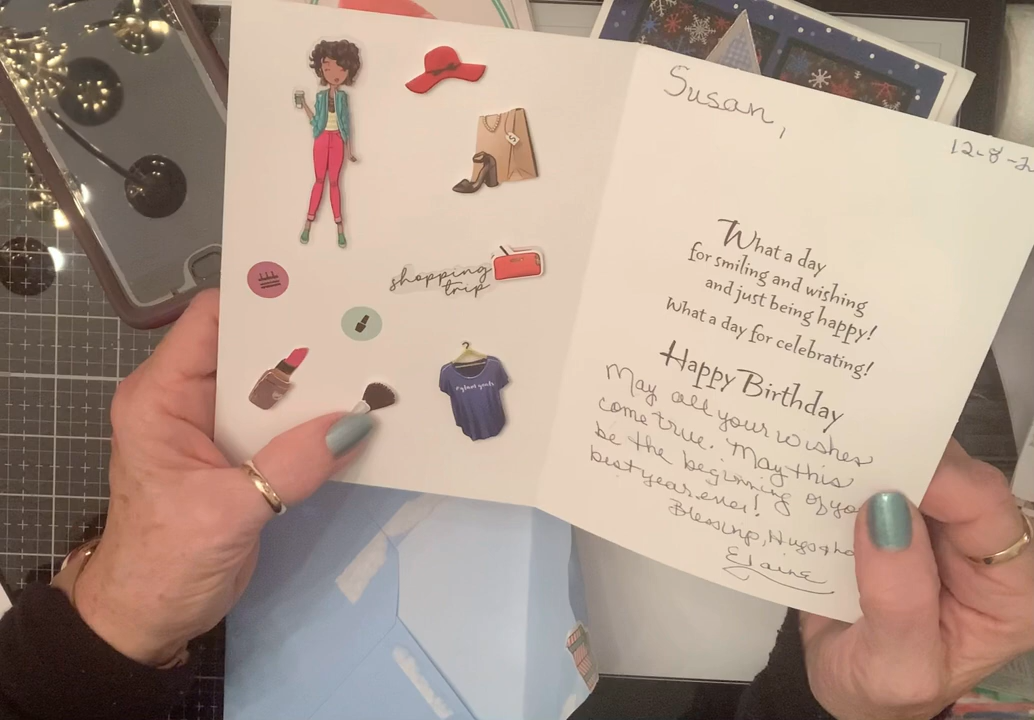 Susan,
12-8-2
What a day
for smiling and wishing
and just being happy!
What a day for celebrating!
Happy Birthday
May all your wishes
come true. May this
be the beginning of you
best year ever!
Blessings, Hugs &
Elaine
shopping
trip